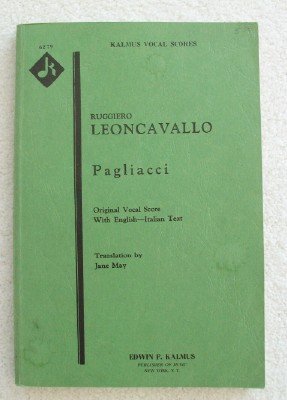 6279
KALMUS VOCAL SCORES
RUGGIERO
LEONCAVALLO
Pagliacci
Original Vocal Score
With English—Italian Text
Translation by
Jane May
EDWIN F. KALMUS
PUBLISHER OF MUSIC
NEW YORK, N.Y.